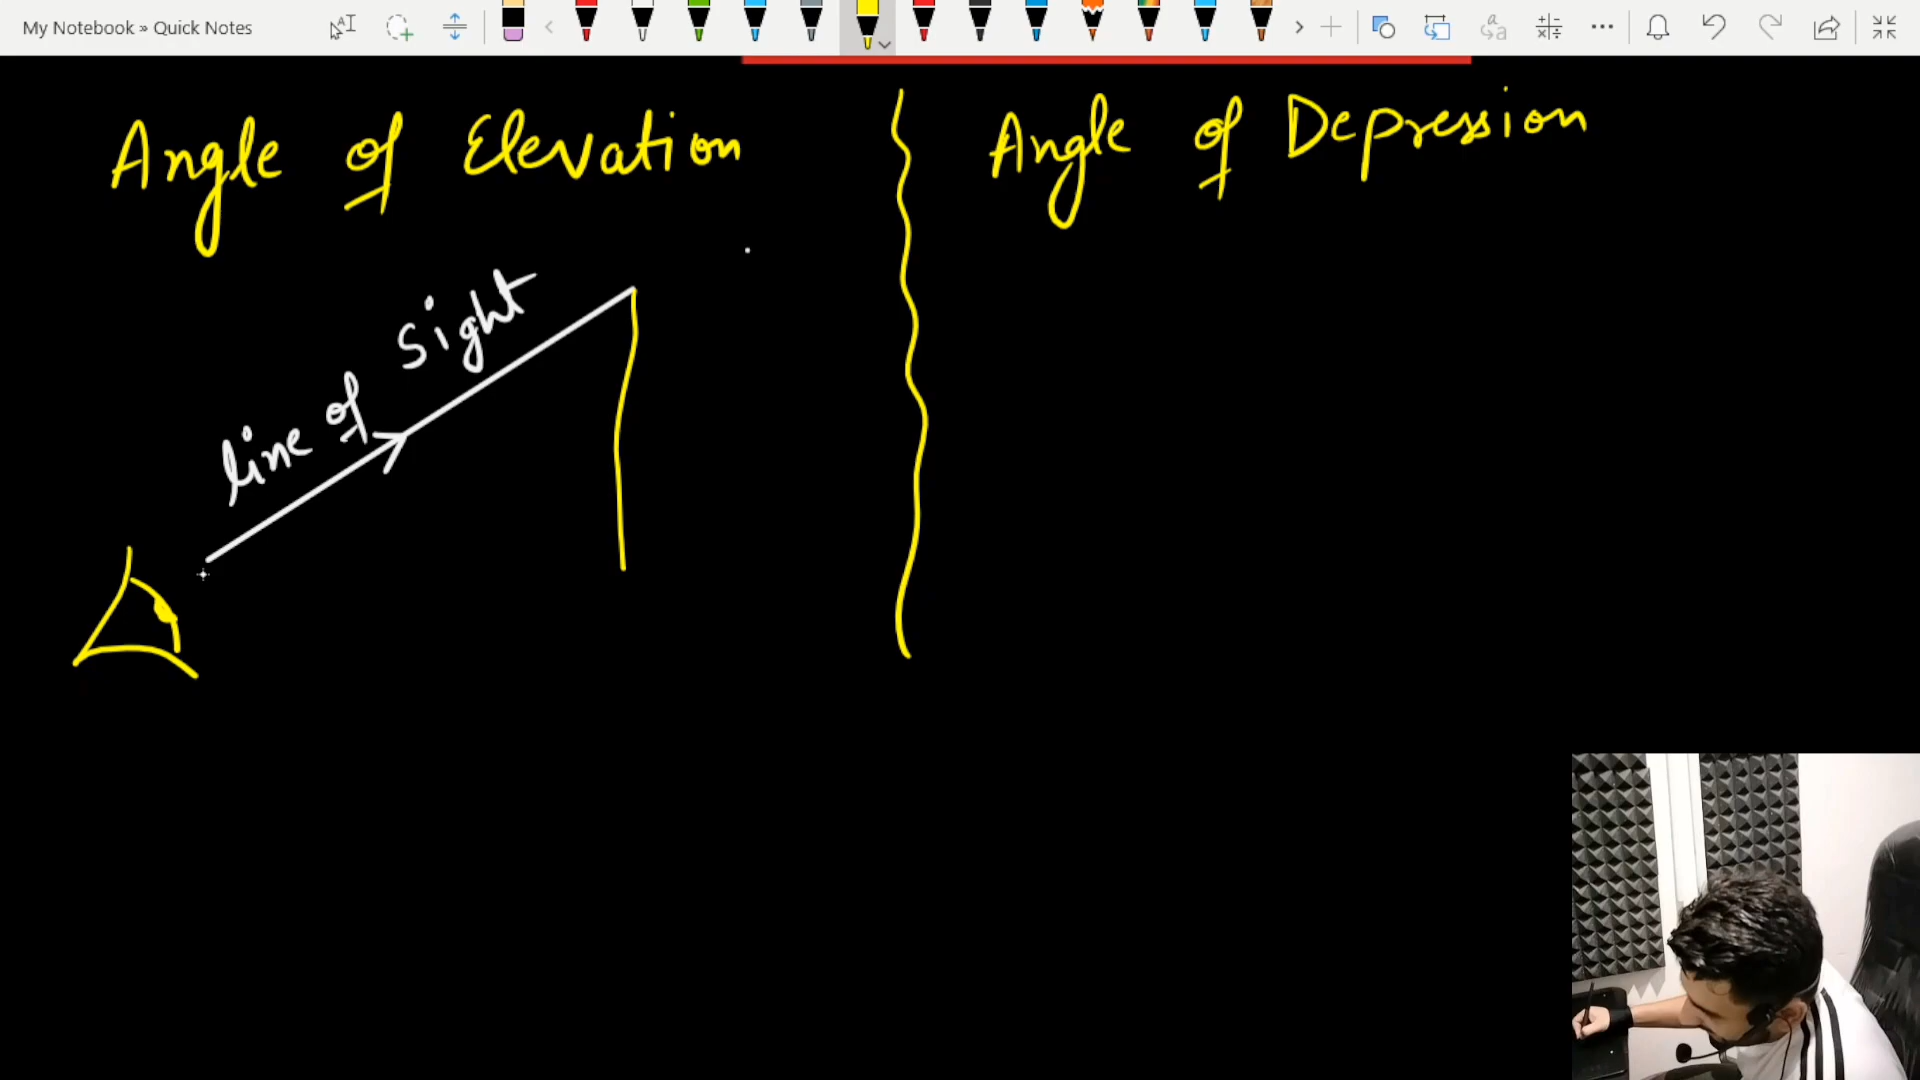 My Notebook » Quick Notes
Angle of Elevation
Angle of Depression
line of Sight